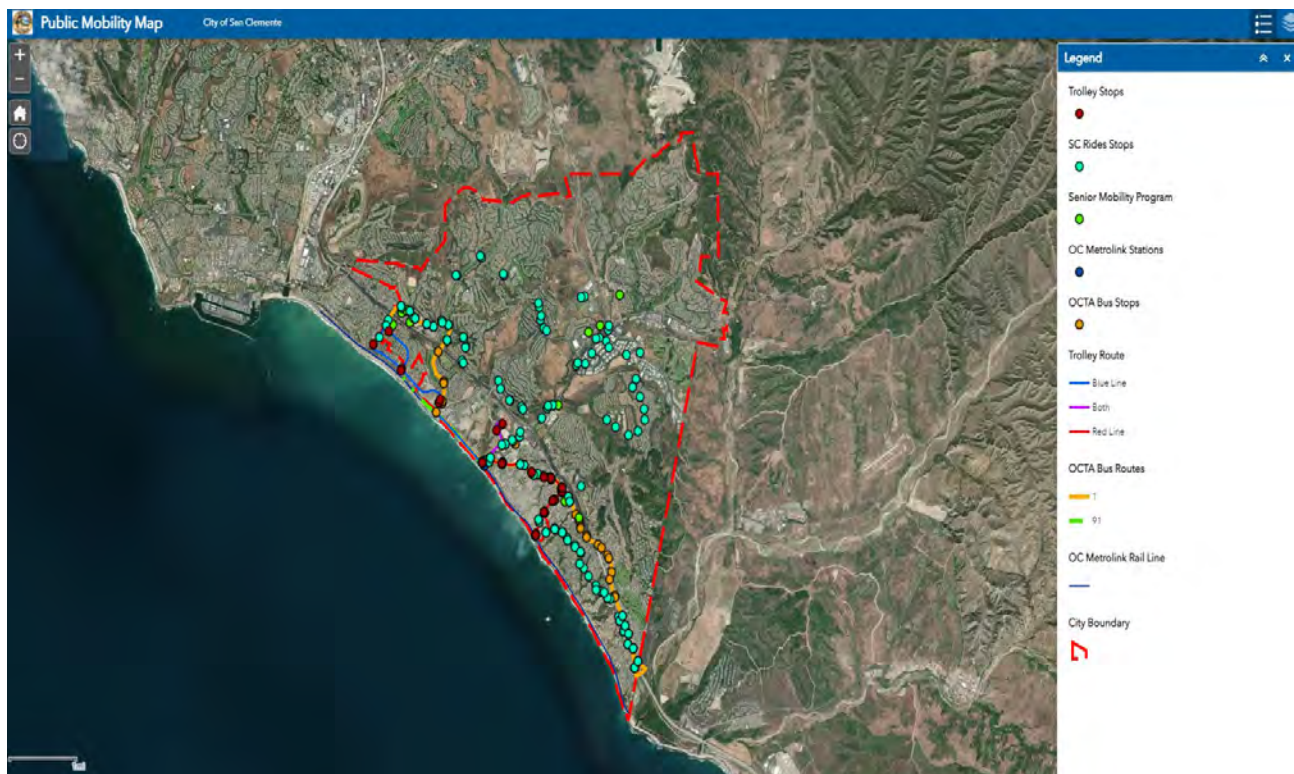 Public Mobility Map
City of San Clemente
+
−
Legend
Trolley Stops
SC Rides Stops
Senior Mobility Program
OC Metrolink Stations
OCTA Bus Stops
Trolley Route
Blue Line
Both
Red Line
OCTA Bus Routes
1
91
OC Metrolink Rail Line
City Boundary